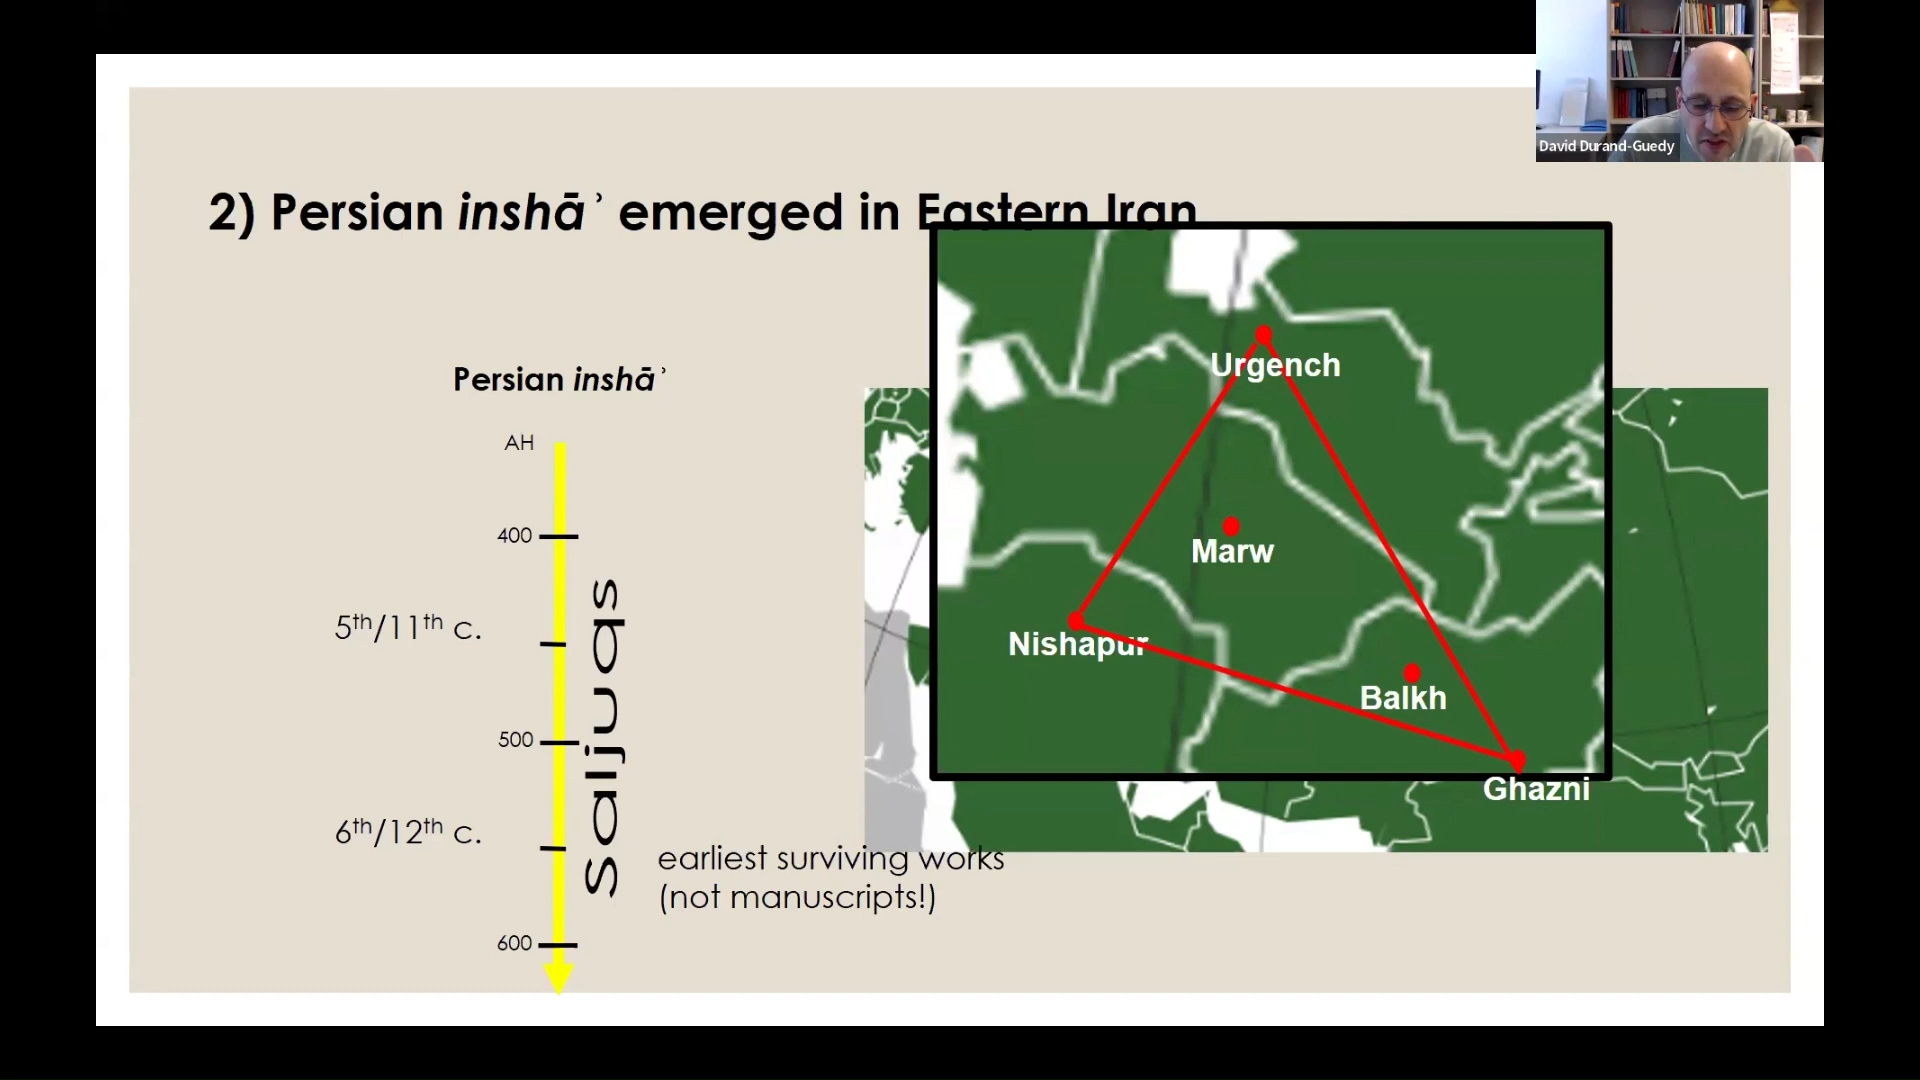 David Durand-Guedy
2) Persian inshāʾ emerged in Eastern Iran
Persian inshāʾ
AH
400
5th/11th c.
500
6th/12th c.
600
Saljuqs
earliest surviving works
(not manuscripts!)
Urgench
Marw
Nishapur
Balkh
Ghazni